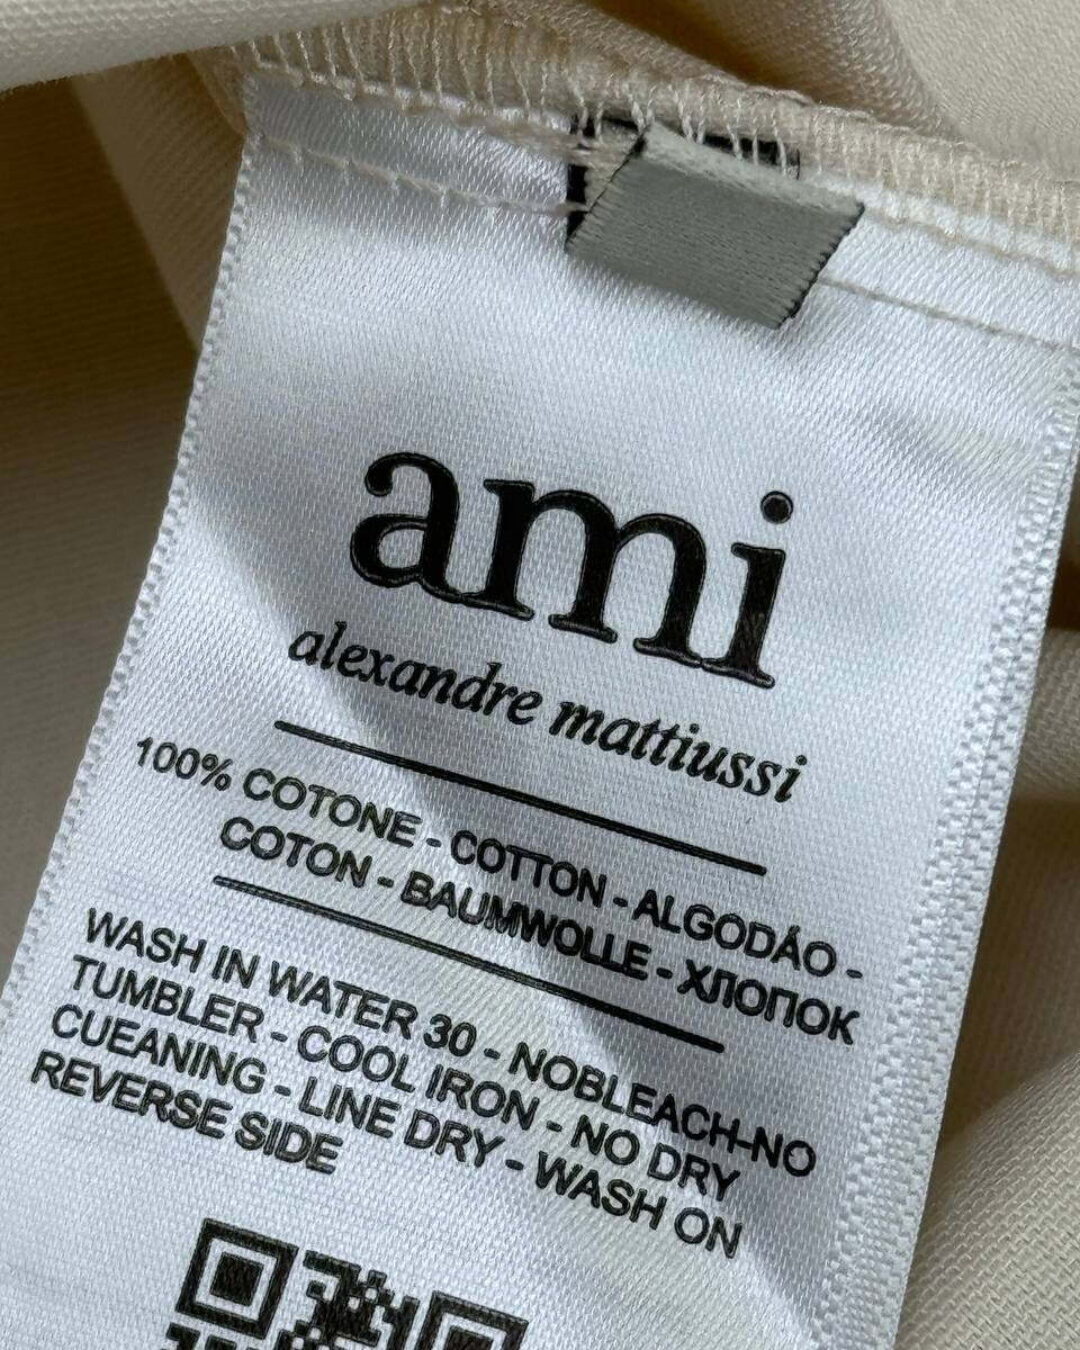 ami
alexandre mattiussi
100% COTONE - COTTON - ALGODÁO -
COTON - BAUMWOLLE - ХЛОПОК
WASH IN WATER 30 - NOBLEACH-NO
TUMBLER - COOL IRON - NO DRY
CUEANING - LINE DRY - WASH ON
REVERSE SIDE